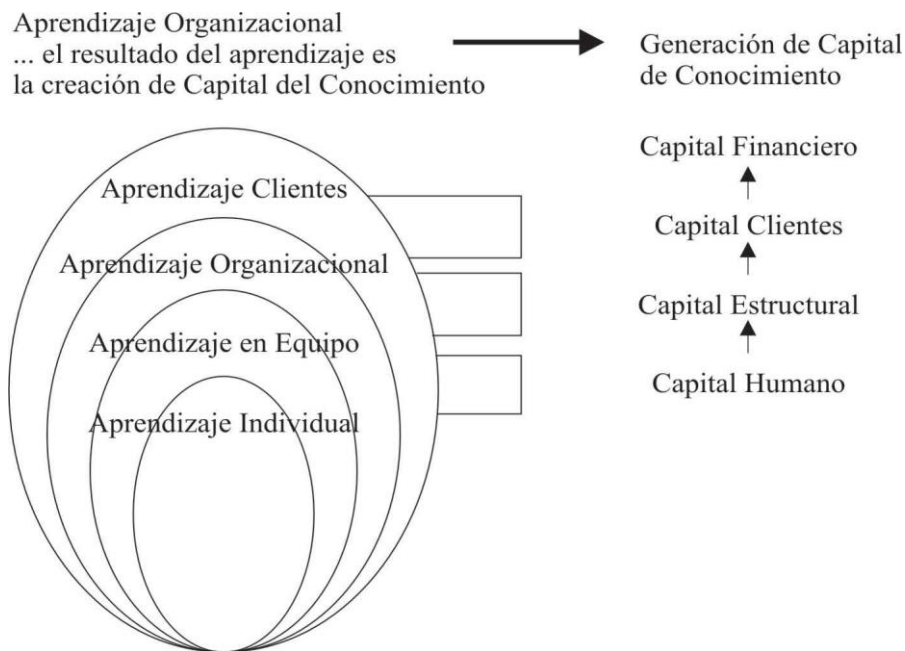 Aprendizaje Organizacional
... el resultado del aprendizaje es
la creación de Capital del Conocimiento
Generación de Capital
de Conocimiento
Aprendizaje Clientes
Aprendizaje Organizacional
Aprendizaje en Equipo
Aprendizaje Individual
Capital Financiero
Capital Clientes
Capital Estructural
Capital Humano